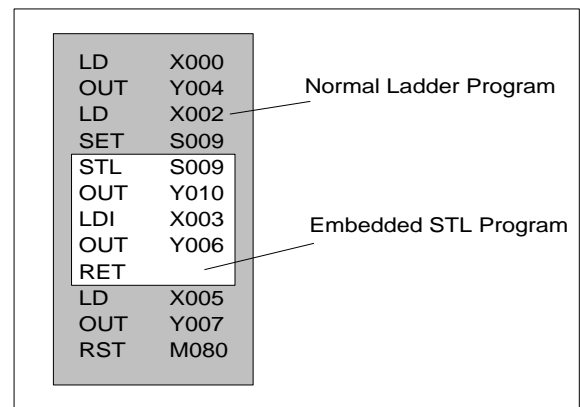 LD X000
OUT Y004
LD X002
SET S009
STL S009
OUT Y010
LDI X003
OUT Y006
RET
LD X005
OUT Y007
RST M080
Normal Ladder Program
Embedded STL Program